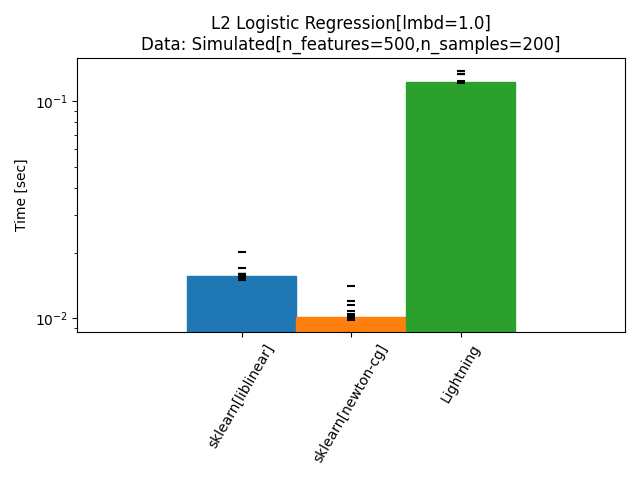 L2 Logistic Regression[lmbd=1.0]
Data: Simulated[n_features=500,n_samples=200]
Time [sec]
10⁻¹
10⁻²
sklearn[liblinear]
sklearn[newton-cg]
Lightning